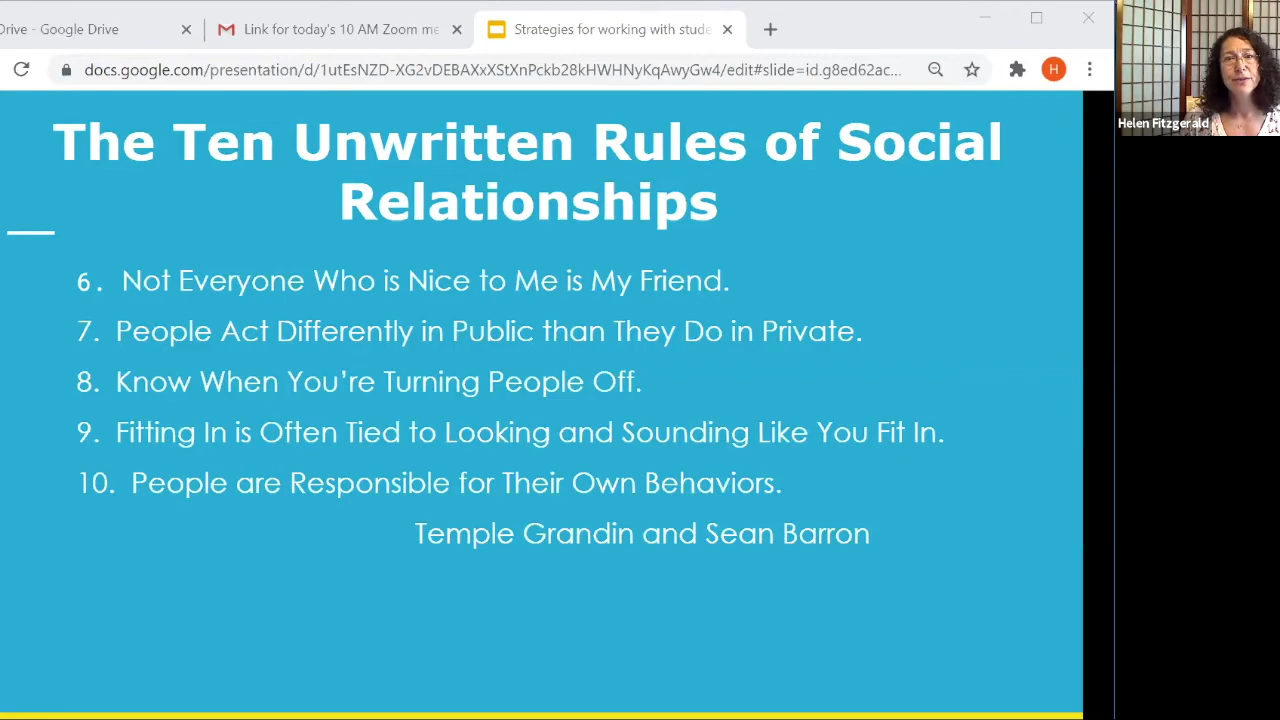 Drive - Google Drive
Link for today's 10 AM Zoom me
Strategies for working with stude
docs.google.com/presentation/d/1utEeNZD-XG2vDEBAXxXStXnPcKb28kHWHNyKqAwyGw4/edit#slide=id.g8ed62ac...
H
Helen Fitzgerald
The Ten Unwritten Rules of Social
Relationships
6. Not Everyone Who is Nice to Me is My Friend.
7. People Act Differently in Public than They Do in Private.
8. Know When You're Turning People Off.
9. Fitting In is Often Tied to Looking and Sounding Like You Fit In.
10. People are Responsible for Their Own Behaviors.
Temple Grandin and Sean Barron